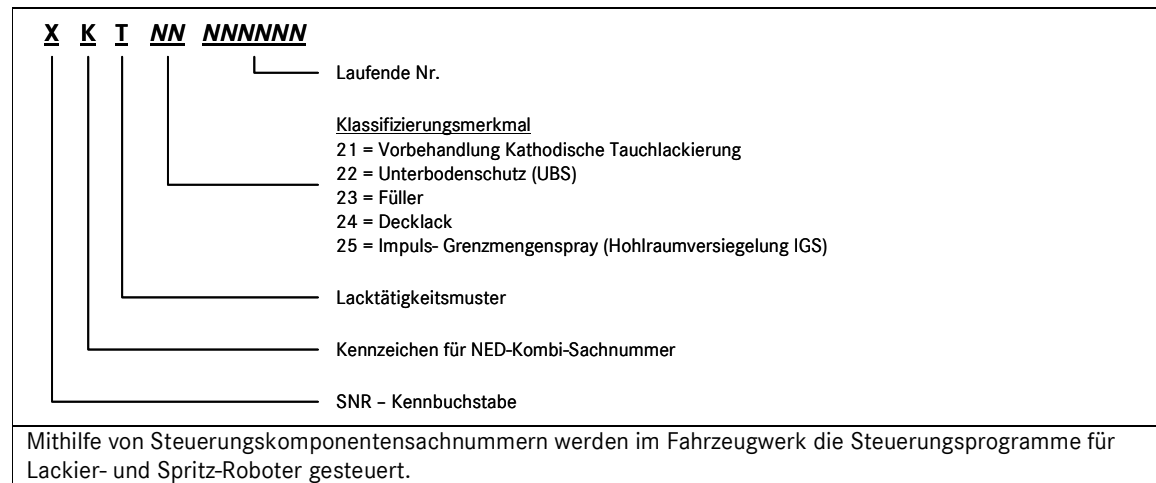 X K T NN NNNNNN
Laufende Nr.
Klassifizierungsmerkmal
21 = Vorbehandlung Kathodische Tauchlackierung
22 = Unterbodenschutz (UBS)
23 = Füller
24 = Decklack
25 = Impuls- Grenzmengenspray (Hohlraumversiegelung IGS)
Lacktätigkeitsmuster
Kennzeichen für NED-Kombi-Sachnummer
SNR – Kennbuchstabe
Mithilfe von Steuerungskomponentensachnummern werden im Fahrzeugwerk die Steuerungsprogramme für
Lackier- und Spritz-Roboter gesteuert.